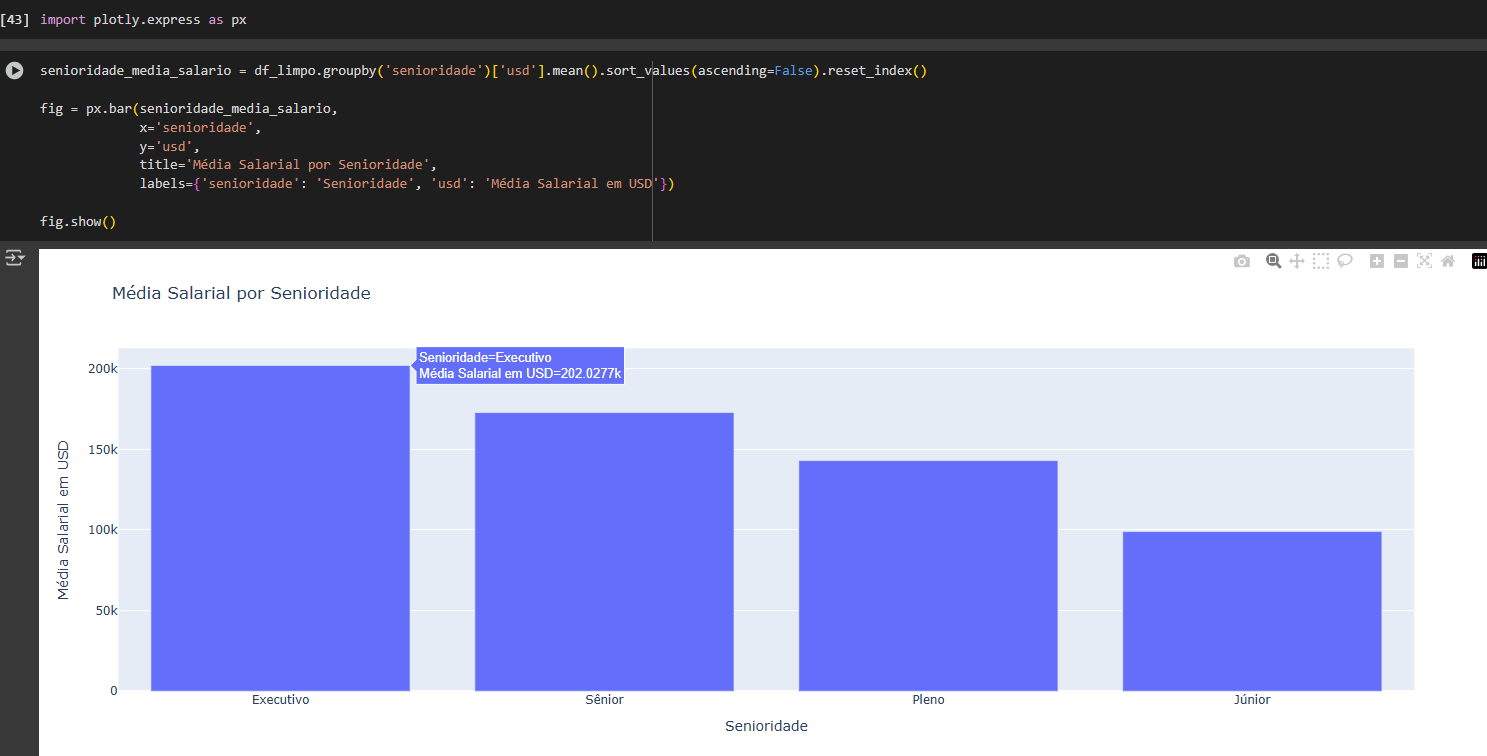 [43] import plotly.express as px
senioridade_media_salario = df_limpo.groupby('senioridade')['usd'].mean().sort_values(ascending=False).reset_index()
fig = px.bar(senioridade_media_salario,
x='senioridade',
y='usd',
title='Média Salarial por Senioridade',
labels={'senioridade': 'Senioridade', 'usd': 'Média Salarial em USD'})
fig.show()
Média Salarial por Senioridade
Senioridade=Executivo
Média Salarial em USD=202.0277k
200k
150k
100k
50k
0
Média Salarial em USD
Executivo Sênior Pleno Júnior
Senioridade